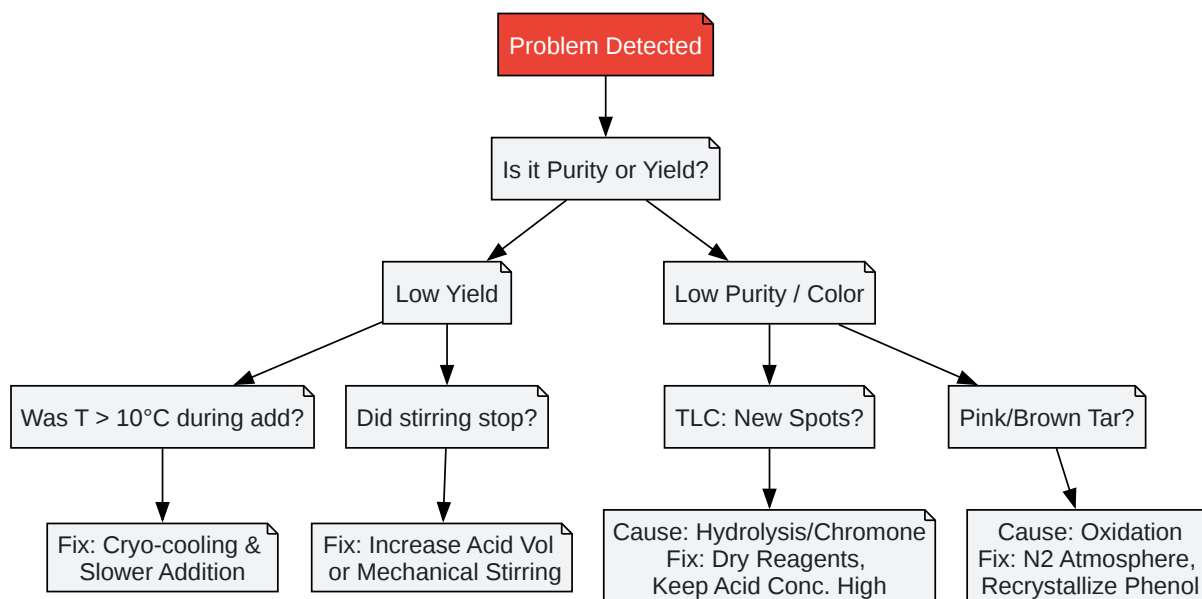 Problem Detected
Is it Purity or Yield?
Low Yield
Low Purity / Color
Was T > 10°C during add?
Did stirring stop?
TLC: New Spots?
Pink/Brown Tar?
Fix: Cryo-cooling &
Slower Addition
Fix: Increase Acid Vol
or Mechanical Stirring
Cause: Hydrolysis/Chromone
Fix: Dry Reagents,
Keep Acid Conc. High
Cause: Oxidation
Fix: N2 Atmosphere,
Recrystallize Phenol